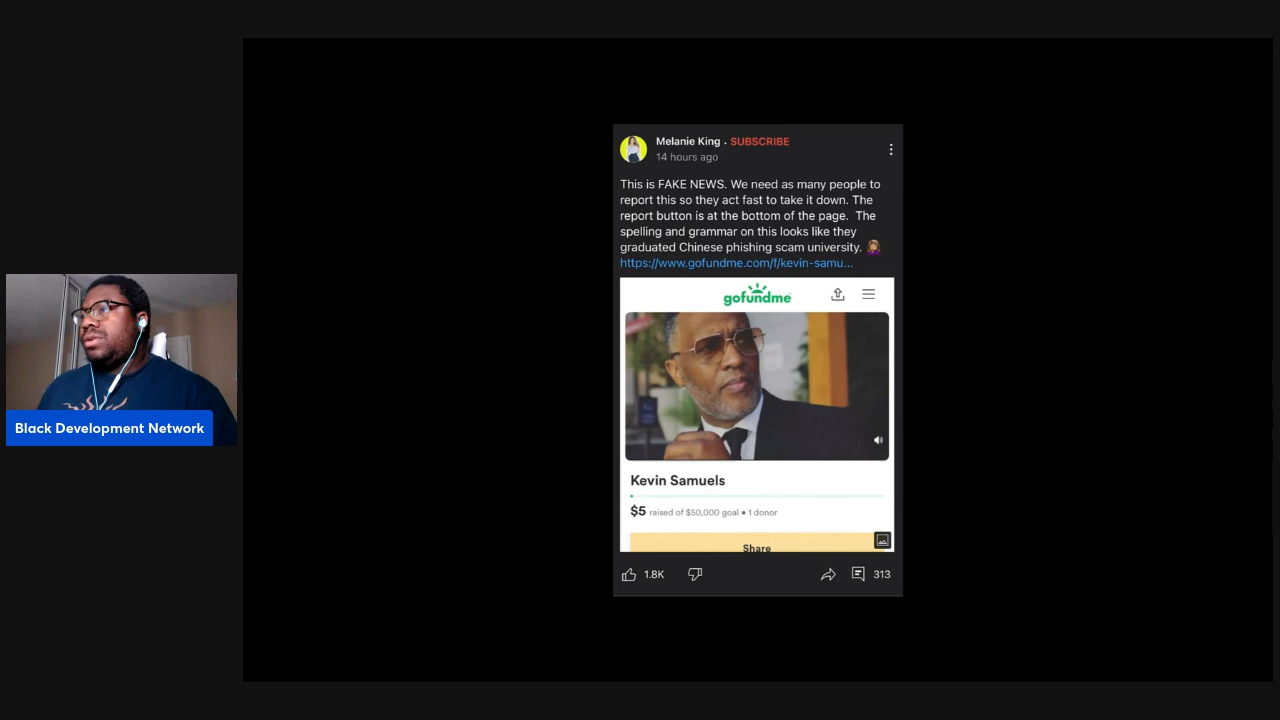 Melanie King . SUBSCRIBE
14 hours ago
This is FAKE NEWS. We need as many people to
report this so they act fast to take it down. The
report button is at the bottom of the page. The
spelling and grammar on this looks like they
graduated Chinese phishing scam university. 🤦🏽‍♀️
https://www.gofundme.com/f/kevin-samu...
gofundme
Kevin Samuels
$5 raised of $50,000 goal • 1 donor
Share
1.8K
313
Black Development Network